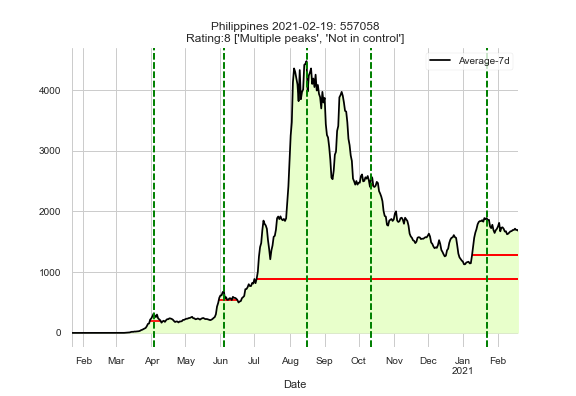 Philippines 2021-02-19: 557058
Rating:8 ['Multiple peaks', 'Not in control']
Average-7d
4000
3000
2000
1000
0
Feb Mar Apr May Jun Jul Aug Sep Oct Nov Dec Jan Feb
2021
Date